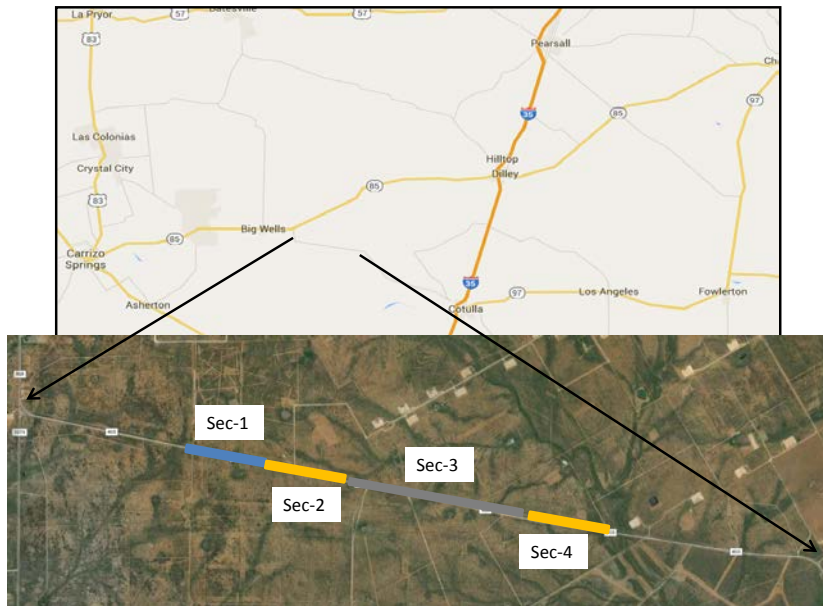 La Pryor
57
Batesville
57
83
Pearsall
Ch
97
35
85
Las Colonias
Crystal City
Hilltop
Dilley
83
85
Big Wells
85
Carrizo
Springs
35
97
Los Angeles
Fowlerton
Asherton
Cotulla
Sec-1
Sec-3
Sec-2
Sec-4